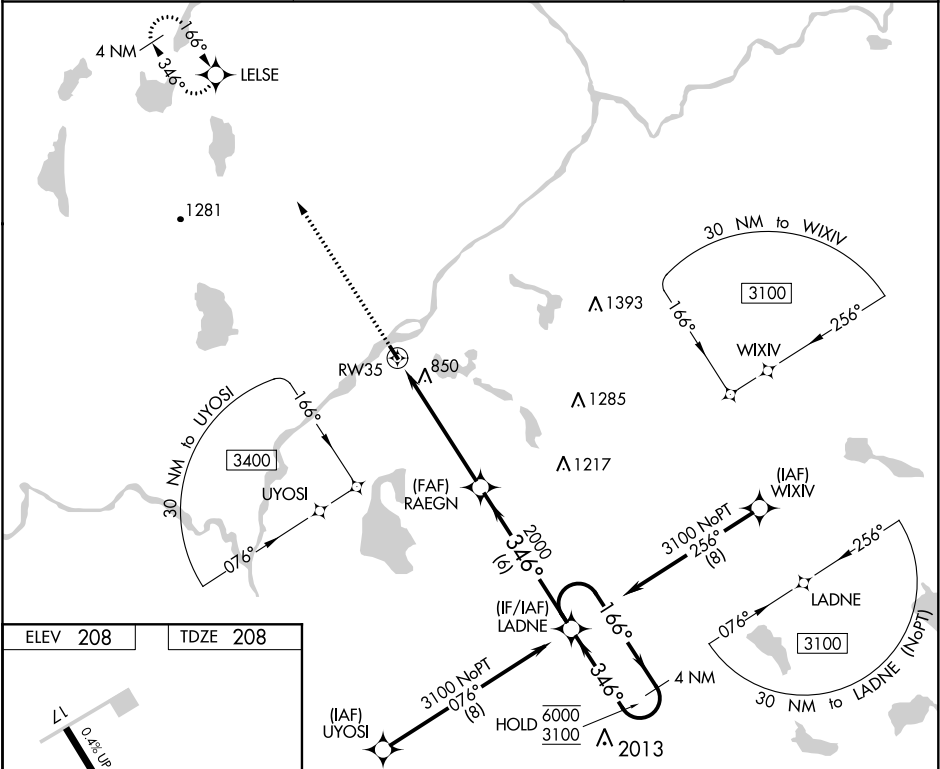 166°
4 NM
346°
LELSE
1281
30 NM to WIXIV
3100
166°
256°
WIXIV
1393
RW35
850
1285
1217
30 NM to UYOSI
166°
3400
UYOSI
076°
(FAF)
RAEGN
2000
346°
(6)
(IAF)
WIXIV
3100 NoPT
256°
(8)
(IF/IAF)
LADNE
166°
346°
4 NM
HOLD
6000
3100
2013
256°
LADNE
076°
3100
30 NM to LADNE (NoPT)
3100 NoPT
076°
(8)
(IAF)
UYOSI
ELEV 208
TDZE 208
17
0.4% UP